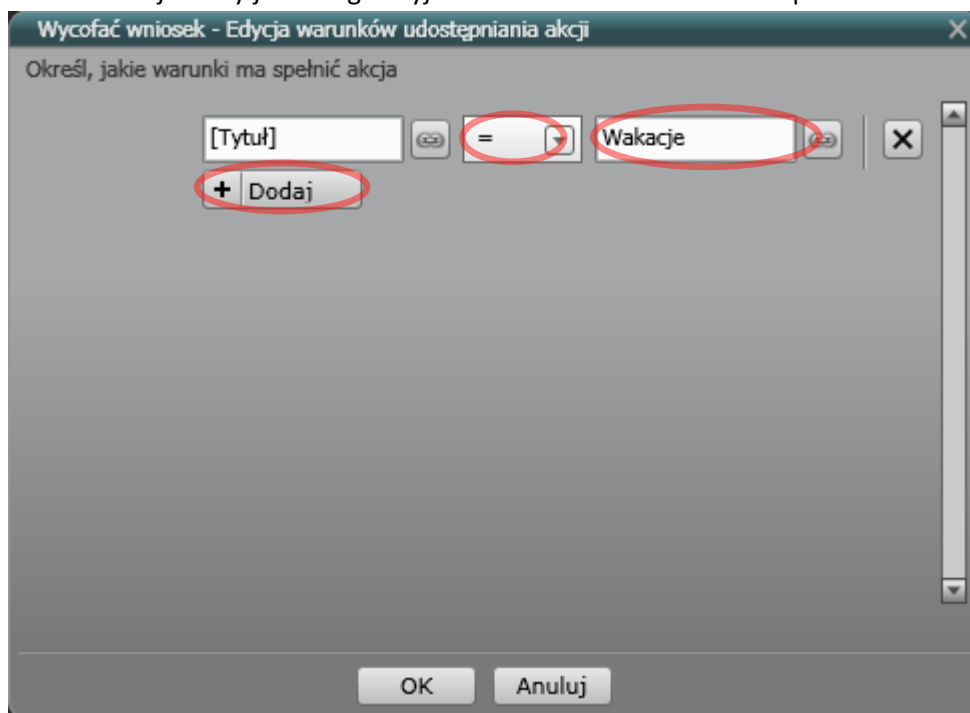 Wycofać wniosek - Edycja warunków udostępniania akcji
Określ, jakie warunki ma spełnić akcja
[Tytuł] = Wakacje
+ Dodaj
OK Anuluj